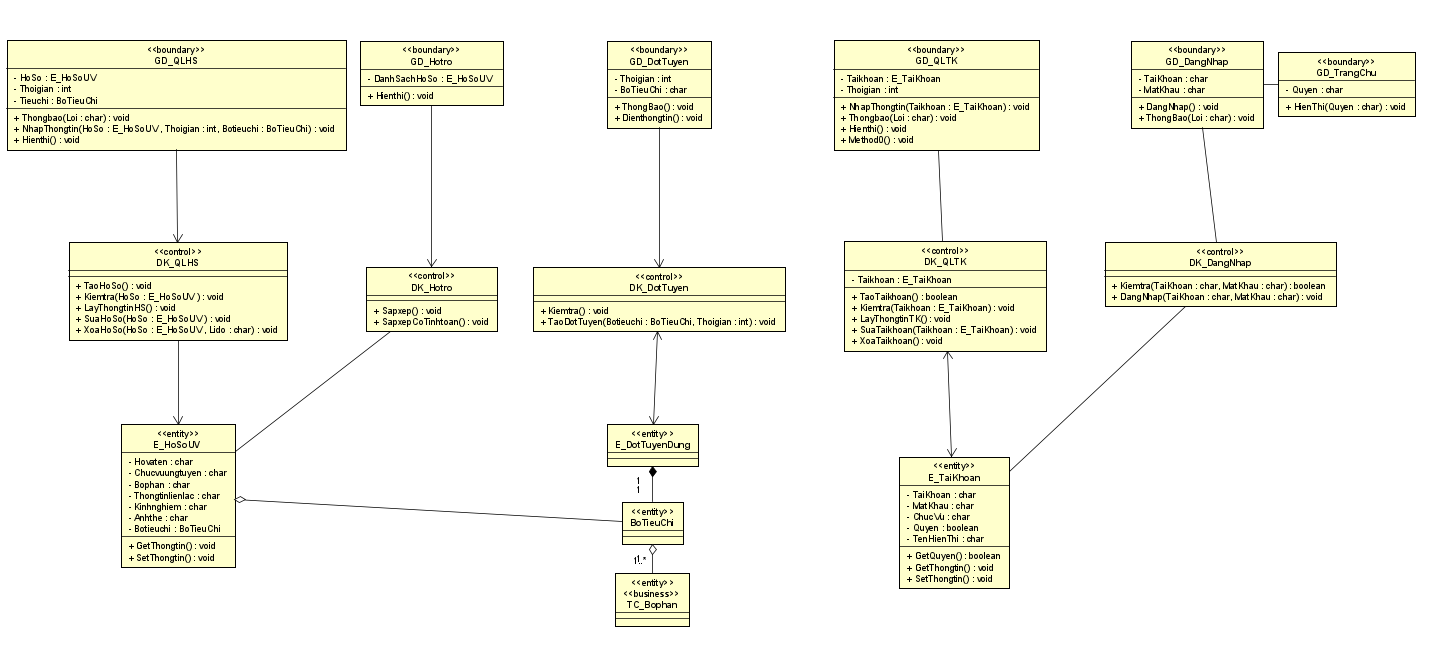 <<boundary>>
GD_QLHS
- HoSo : E_HoSoUV
- Thoigian : int
- Tieuchi : BoTieuChi
+ Thongbao(Loi : char) : void
+ NhapThongtin(HoSo : E_HoSoUV, Thoigian : int, Botieuchi : BoTieuChi) : void
+ Hienthi() : void
<<boundary>>
GD_Hotro
- DanhSachHoSo : E_HoSoUV
+ Hienthi() : void
<<boundary>>
GD_DotTuyen
- Thoigian : int
- BoTieuChi : char
+ ThongBao() : void
+ Dienthongtin() : void
<<boundary>>
GD_QLTK
- Taikhoan : E_TaiKhoan
- Thoigian : int
+ NhapThongtin(Taikhoan : E_TaiKhoan) : void
+ Thongbao(Loi : char) : void
+ Hienthi() : void
+ Method0() : void
<<boundary>>
GD_DangNhap
- TaiKhoan : char
- MatKhau : char
+ DangNhap() : void
+ ThongBao(Loi : char) : void
<<boundary>>
GD_TrangChu
- Quyen : char
+ HienThi(Quyen : char) : void
<<control>>
DK_QLHS
+ TaoHoSo() : void
+ Kiemtra(HoSo : E_HoSoUV) : void
+ LayThongtinHS() : void
+ SuaHoSo(HoSo : E_HoSoUV) : void
+ XoaHoSo(HoSo : E_HoSoUV, Lido : char) : void
<<control>>
DK_Hotro
+ Sapxep() : void
+ SapxepCoTinhtoan() : void
<<control>>
DK_DotTuyen
+ Kiemtra() : void
+TaoDotTuyen(Botieuchi : BoTieuChi, Thoigian : int) : void
<<control>>
DK_QLTK
- Taikhoan : E_TaiKhoan
+ TaoTaikhoan() : boolean
+ Kiemtra(Taikhoan : E_TaiKhoan) : void
+ LayThongtinTK() : void
+ SuaTaikhoan(Taikhoan : E_TaiKhoan) : void
+ XoaTaikhoan() : void
<<control>>
DK_DangNhap
+ Kiemtra(TaiKhoan : char, MatKhau : char) : boolean
+ DangNhap(TaiKhoan : char, MatKhau : char) : void
<<entity>>
E_HoSoUV
- Hovaten : char
- Chucvuungtuyen : char
- Bophan : char
- Thongtinlienlac : char
- Kinhnghiem : char
- Anhthe : char
- Botieuchi : BoTieuChi
+ GetThongtin() : void
+ SetThongtin() : void
<<entity>>
E_DotTuyenDung
1
1
<<entity>>
BoTieuChi
1
1..*
<<entity>>
<<business>>
TC_Bophan
<<entity>>
E_TaiKhoan
- TaiKhoan : char
- MatKhau : char
- ChucVu : char
- Quyen : boolean
- TenHienThi : char
+ GetQuyen() : boolean
+ GetThongtin() : void
+ SetThongtin() : void